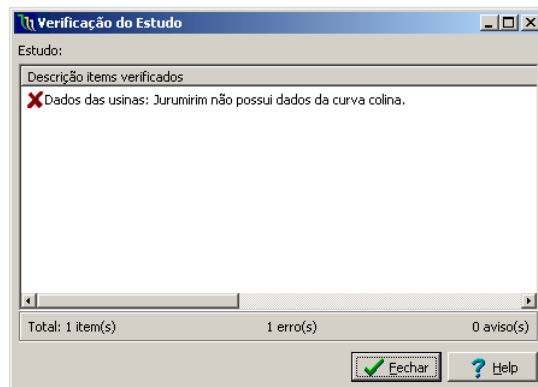 Verificação do Estudo
Estudo:
Descrição items verificados
Dados das usinas: Jurumirim não possui dados da curva colina.
Total: 1 item(s) 1 erro(s) 0 aviso(s)
Fechar Help